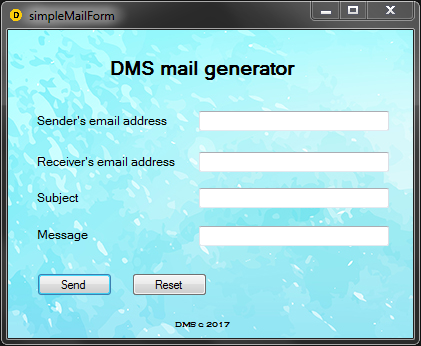 D simpleMailForm
DMS mail generator
Sender's email address
Receiver's email address
Subject
Message
Send Reset
DMS c 2017